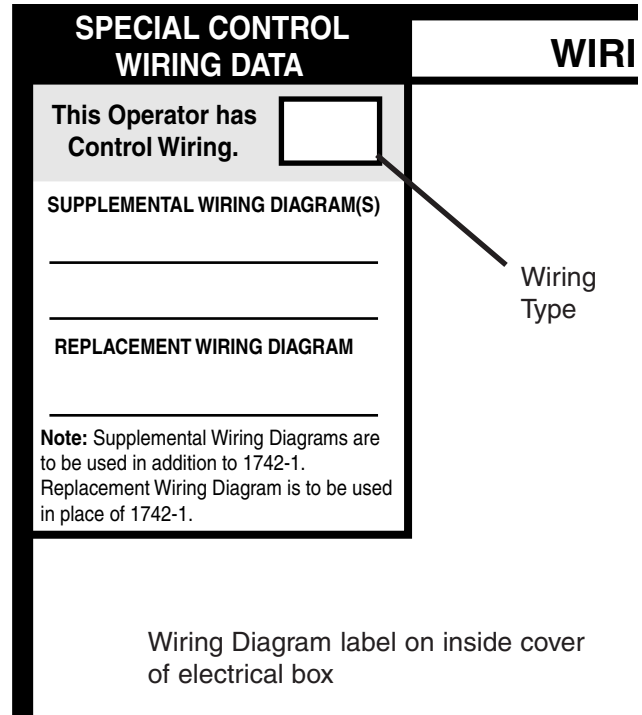 SPECIAL CONTROL
WIRING DATA
WIRI
This Operator has
Control Wiring.
SUPPLEMENTAL WIRING DIAGRAM(S)
Wiring
Type
REPLACEMENT WIRING DIAGRAM
Note: Supplemental Wiring Diagrams are
to be used in addition to 1742-1.
Replacement Wiring Diagram is to be used
in place of 1742-1.
Wiring Diagram label on inside cover
of electrical box